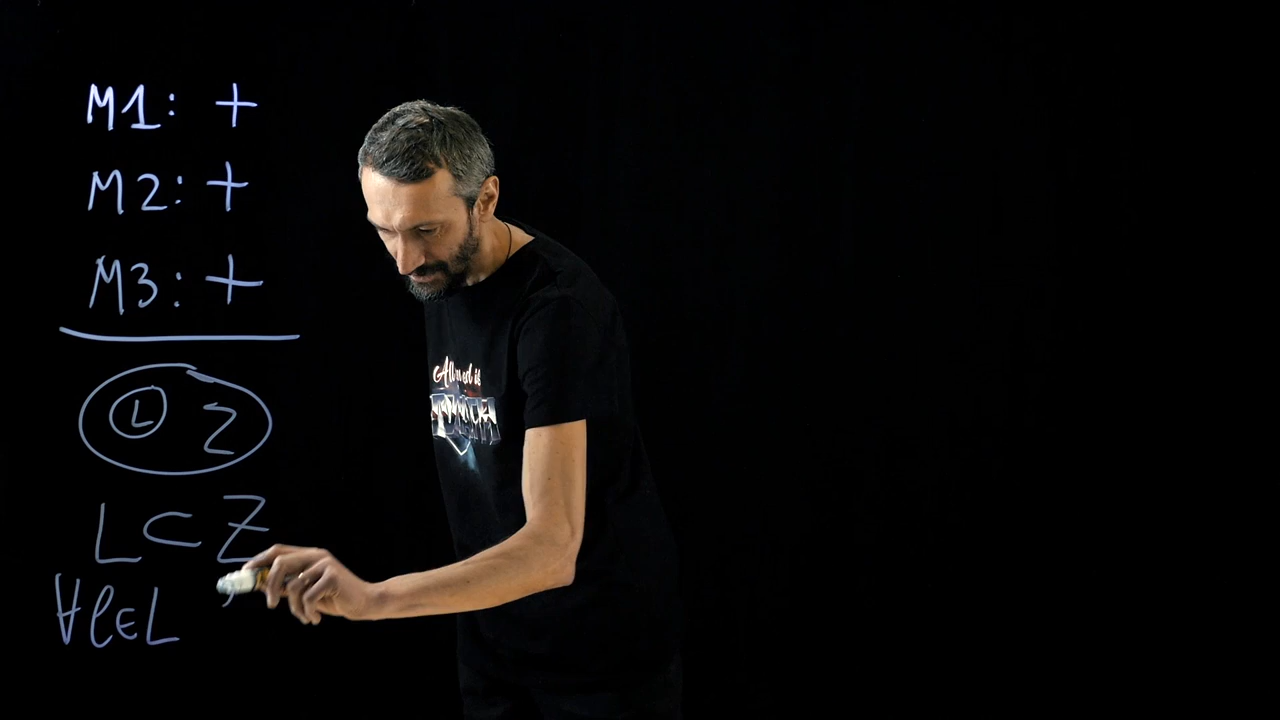 M1: +
M2: +
M3: +
L Z
L ⊂ Z
∀ℓ∈L